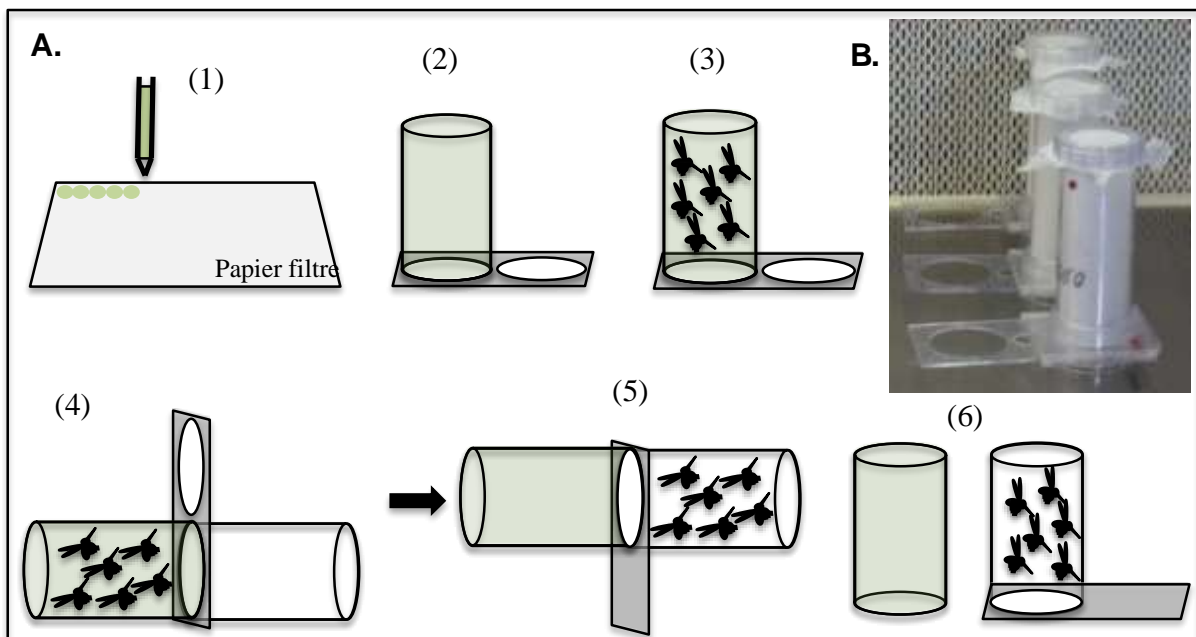 A.
(1)
(2)
(3)
B.
Papier filtre
(4)
(5)
(6)